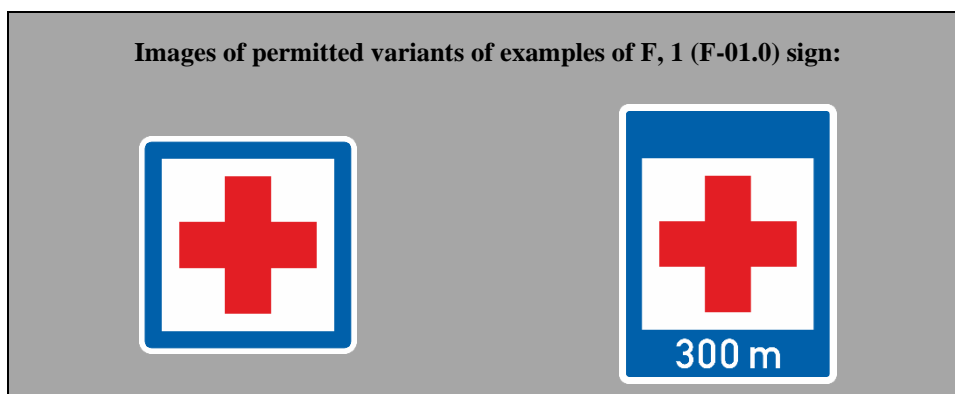 Images of permitted variants of examples of F, 1 (F-01.0) sign:
300 m